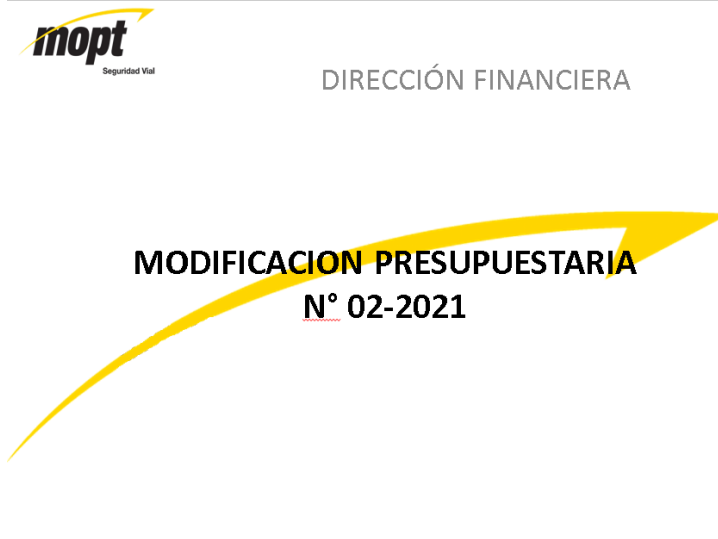 mopt
Seguridad Vial
DIRECCIÓN FINANCIERA
MODIFICACION PRESUPUESTARIA
N° 02-2021